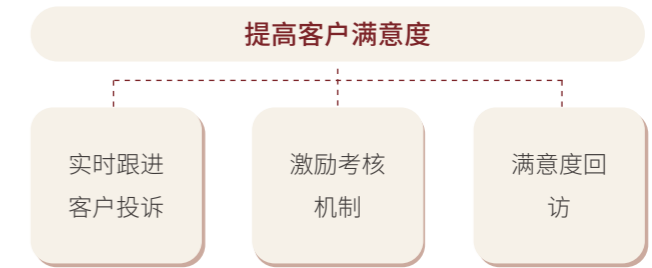 提高客户满意度
实时跟进
客户投诉
激励考核
机制
满意度回
访